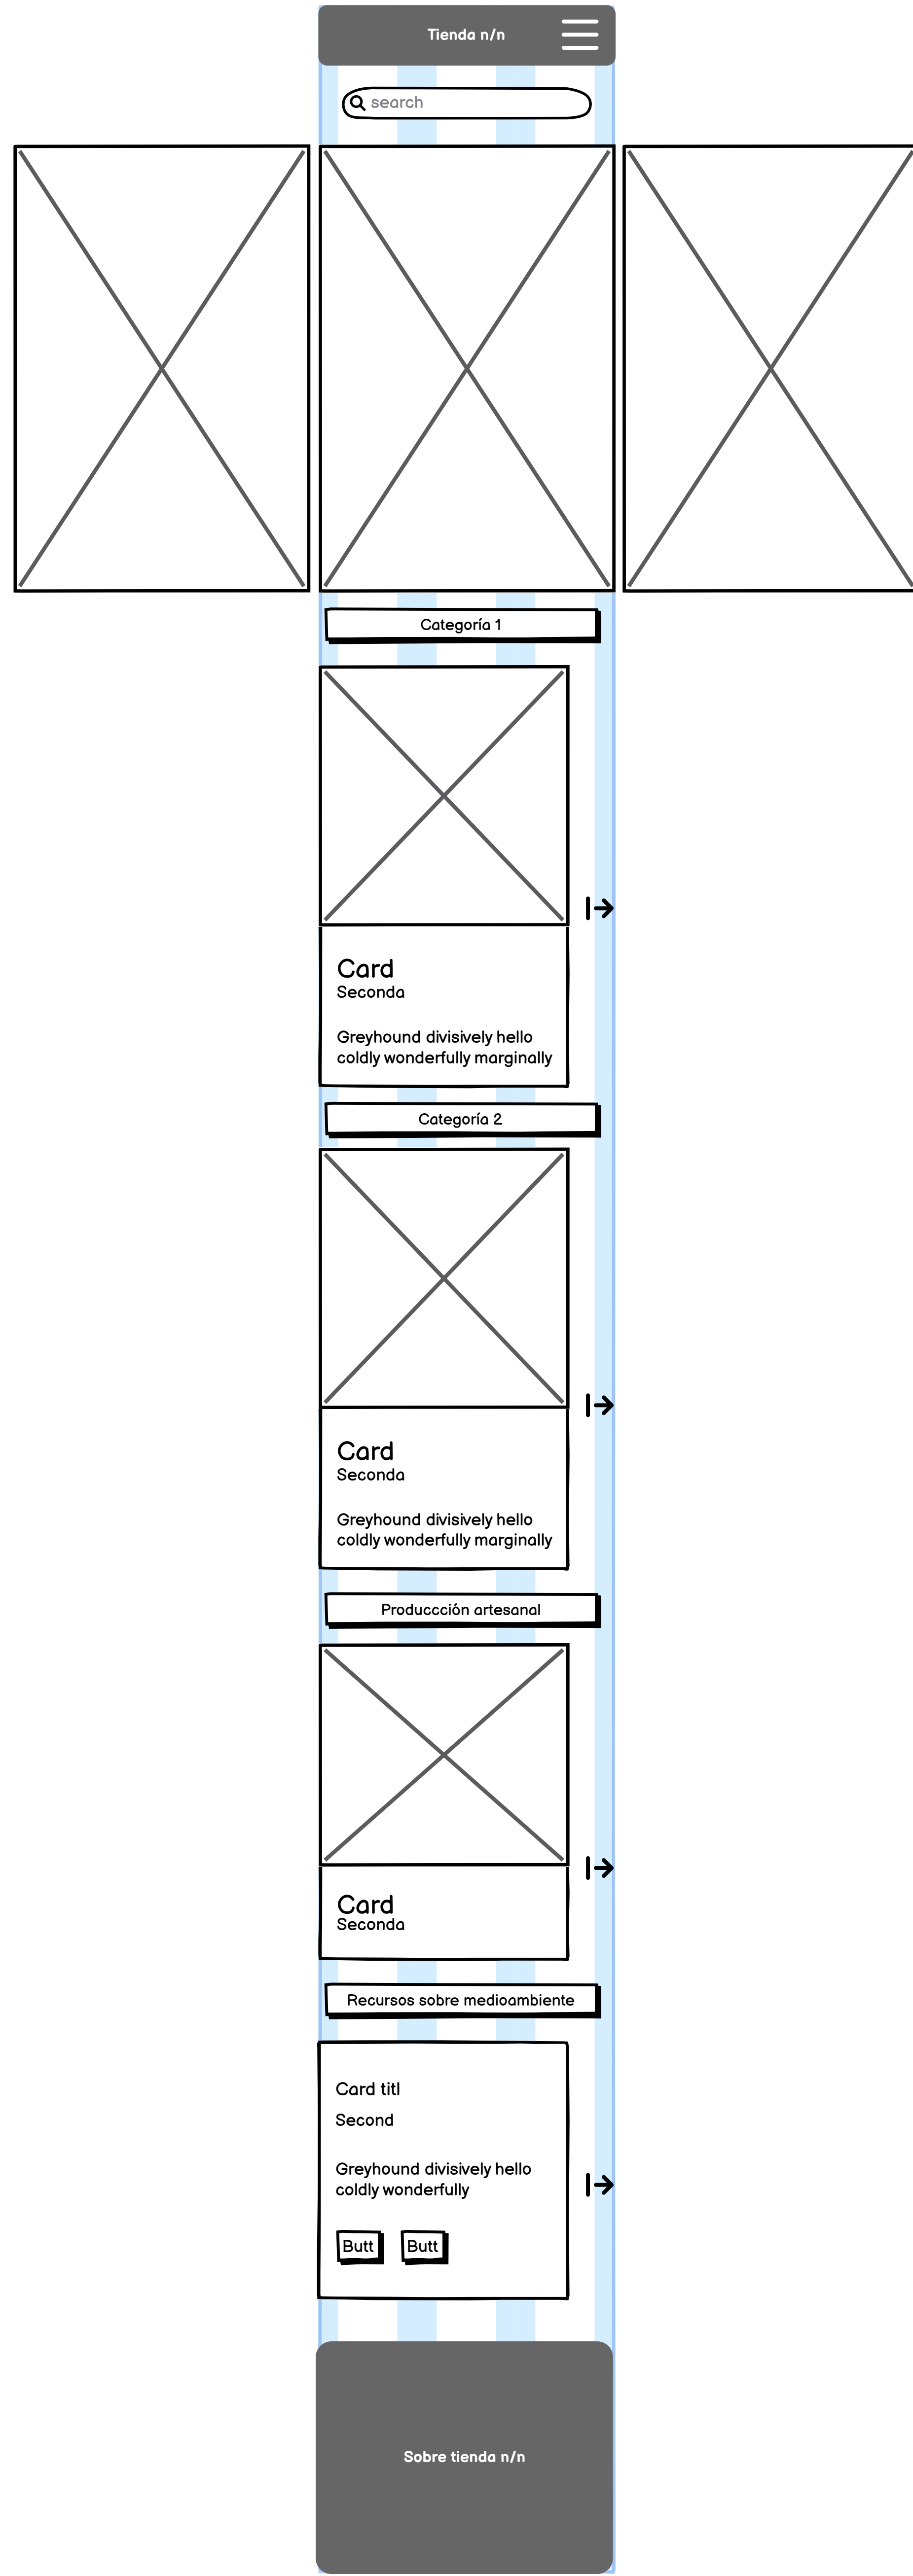 Tienda n/n
search
Categoría 1
Card
Seconda
Greyhound divisively hello
coldly wonderfully marginally
Categoría 2
Card
Seconda
Greyhound divisively hello
coldly wonderfully marginally
Produccción artesanal
Card
Seconda
Recursos sobre medioambiente
Card titl
Second
Greyhound divisively hello
coldly wonderfully
Butt Butt
Sobre tienda n/n